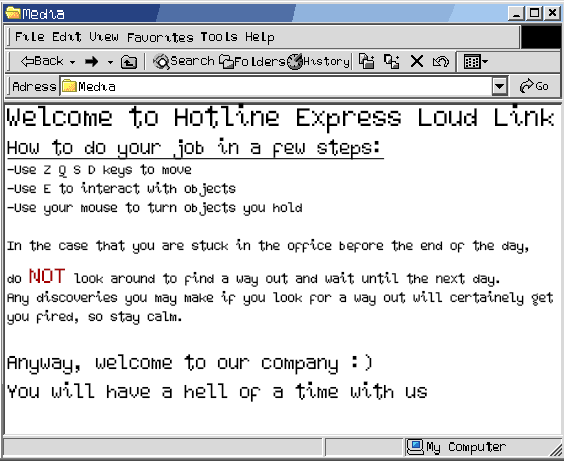 Media
File Edit View Favorites Tools Help
Back Search Folders History
Adress Media Go
Welcome to Hotline Express Loud Link
How to do your job in a few steps:
-Use Z Q S D keys to move
-Use E to interact with objects
-Use your mouse to turn objects you hold
In the case that you are stuck in the office before the end of the day,
do NOT look around to find a way out and wait until the next day.
Any discoveries you may make if you look for a way out will certainely get
you fired, so stay calm.
Anyway, welcome to our company :)
You will have a hell of a time with us
My Computer